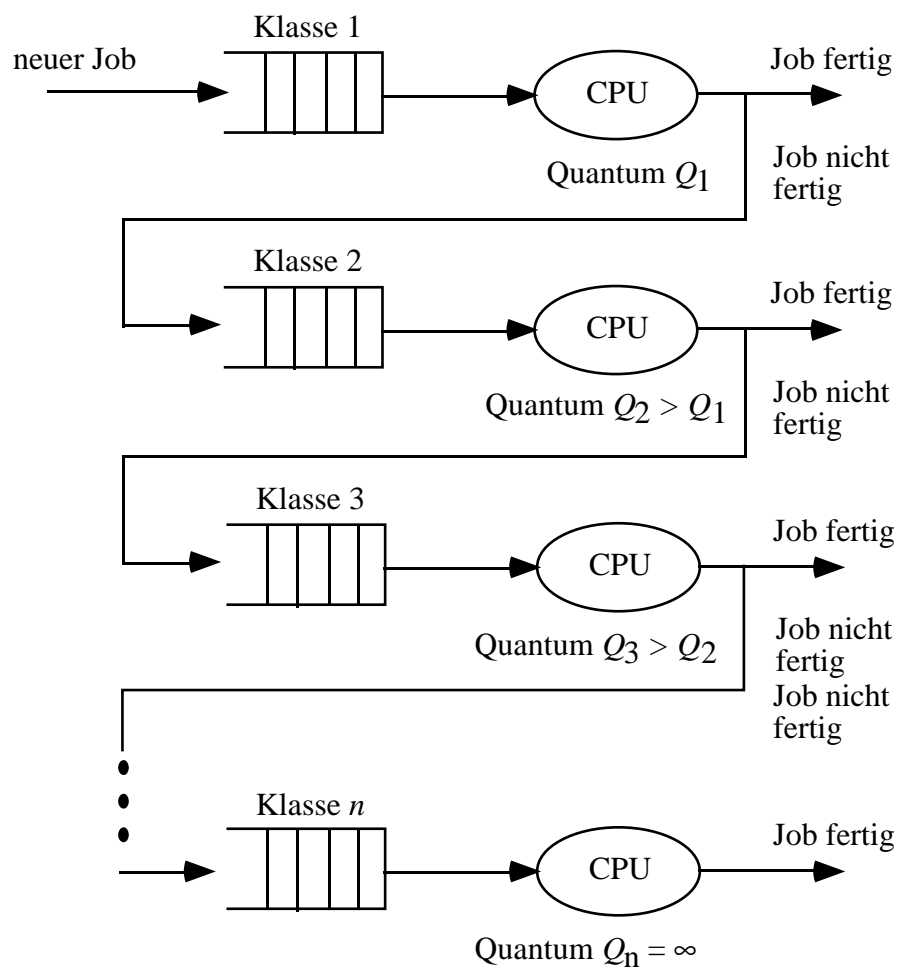 Klasse 1
neuer Job
Job fertig
CPU
Quantum Q1
Job nicht
fertig
Klasse 2
Job fertig
CPU
Quantum Q2 > Q1
Job nicht
fertig
Klasse 3
Job fertig
CPU
Quantum Q3 > Q2
Job nicht
fertig
Job nicht
fertig
Klasse n
Job fertig
CPU
Quantum Qn = ∞